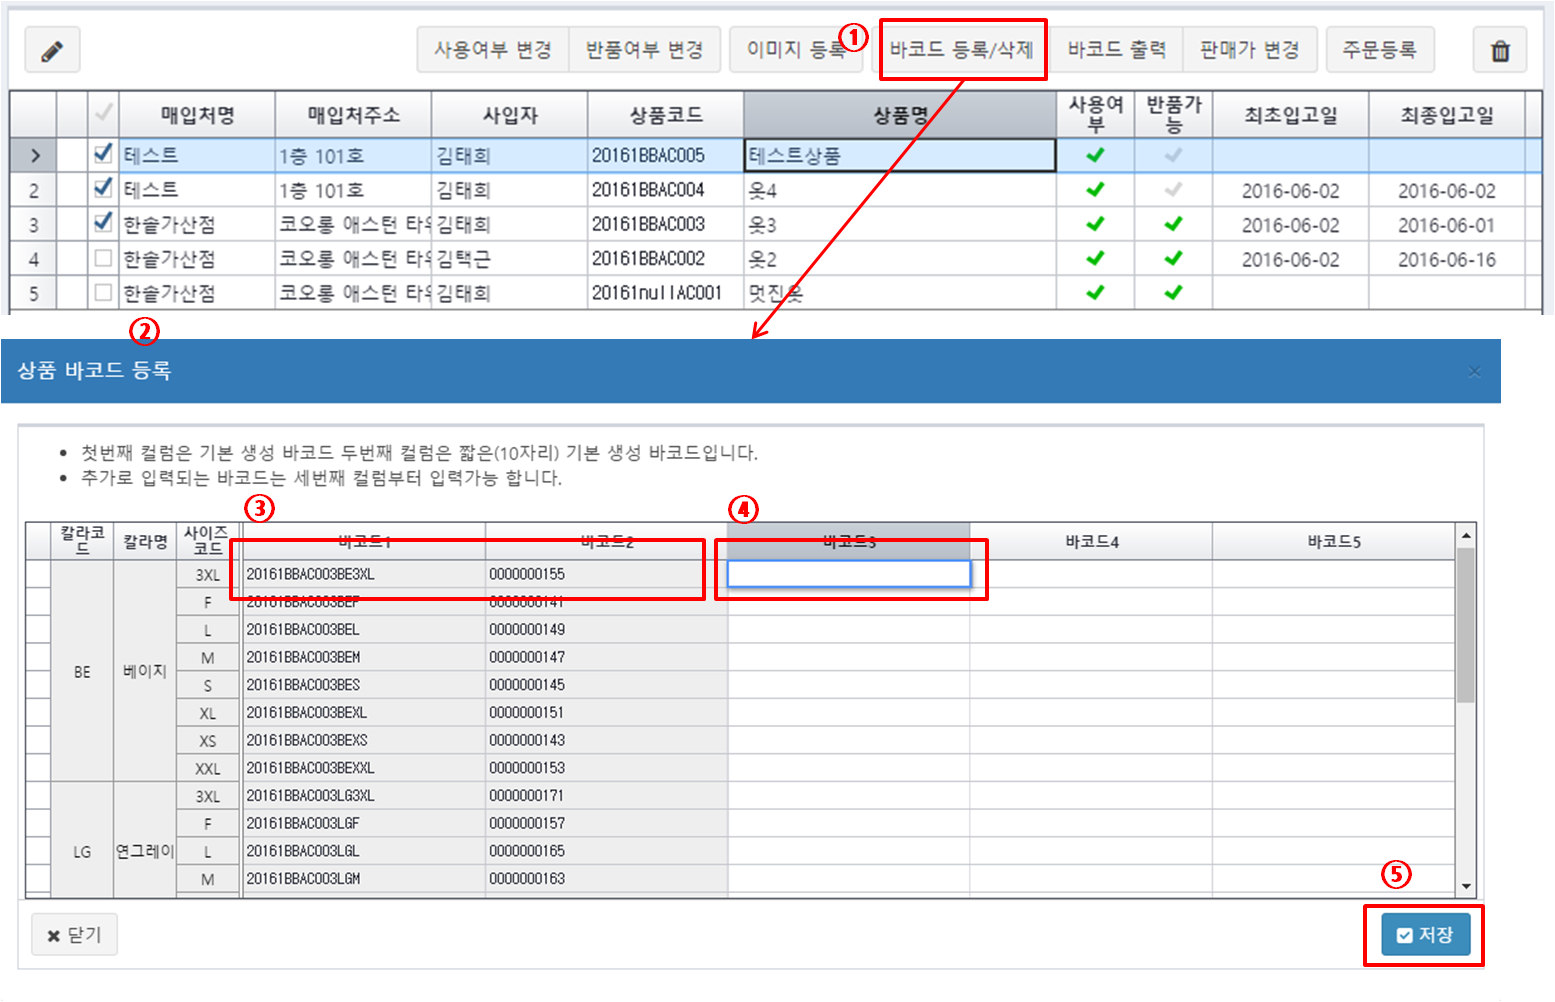 사용여부 변경 반품여부 변경 이미지 등록 ① 바코드 등록/삭제 바코드 출력 판매가 변경 주문등록
매입처명 매입처주소 사입자 상품코드 상품명 사용여부 반품가능 최초입고일 최종입고일
테스트 1층 101호 김태희 20161BBAC005 테스트상품
2 테스트 1층 101호 김태희 20161BBAC004 옷4 2016-06-02 2016-06-02
3 한솔가산점 코오롱 애스턴 타 김태희 20161BBAC003 옷3 2016-06-02 2016-06-01
4 한솔가산점 코오롱 애스턴 타 김택근 20161BBAC002 옷2 2016-06-02 2016-06-16
5 한솔가산점 코오롱 애스턴 타 김태희 20161nullAC001 멋진옷
②
상품 바코드 등록 ×
• 첫번째 컬럼은 기본 생성 바코드 두번째 컬럼은 짧은(10자리) 기본 생성 바코드입니다.
• 추가로 입력되는 바코드는 세번째 컬럼부터 입력가능 합니다.
③ ④
칼라코드 칼라명 사이즈코드 바코드1 바코드2 바코드3 바코드4 바코드5
3XL 20161BBAC003BE3XL 0000000155
F 20161BBAC003BEF 0000000141
L 20161BBAC003BEL 0000000149
M 20161BBAC003BEM 0000000147
BE 베이지
S 20161BBAC003BES 0000000145
XL 20161BBAC003BEXL 0000000151
XS 20161BBAC003BEXS 0000000143
XXL 20161BBAC003BEXXL 0000000153
3XL 20161BBAC003LG3XL 0000000171
F 20161BBAC003LGF 0000000157
LG 연그레이 L 20161BBAC003LGL 0000000165
M 20161BBAC003LGM 0000000163
⑤
닫기 저장